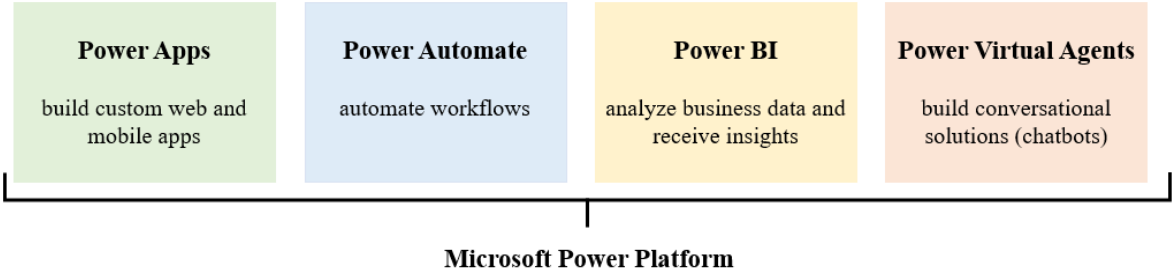 Power Apps
build custom web and
mobile apps
Power Automate
automate workflows
Power BI
analyze business data and
receive insights
Power Virtual Agents
build conversational
solutions (chatbots)
Microsoft Power Platform